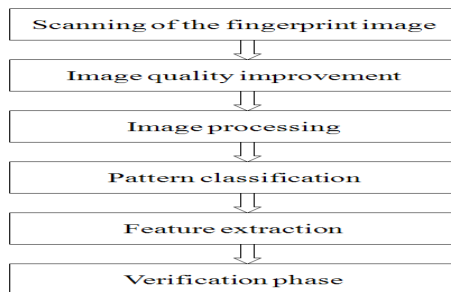 Scanning of the fingerprint image
Image quality improvement
Image processing
Pattern classification
Feature extraction
Verification phase